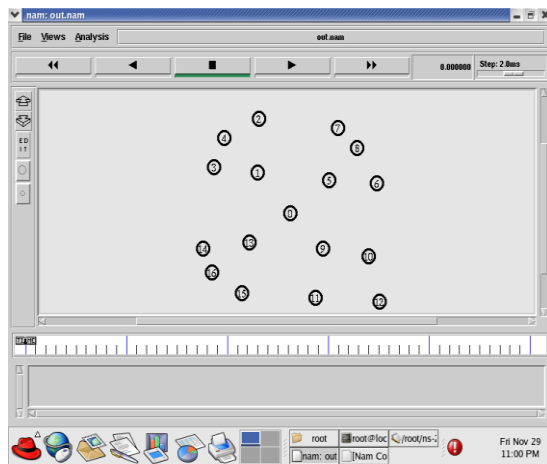 nam: out.nam
File Views Analysis out.nam
0.000000 Step: 2.0ms
ED
IT
2
7
4
8
3
1
5
6
0
13
14
9
10
16
15
11
12
TIME
root root@loc /root/ns-2
nam: out [Nam Co
Fri Nov 29
11:00 PM